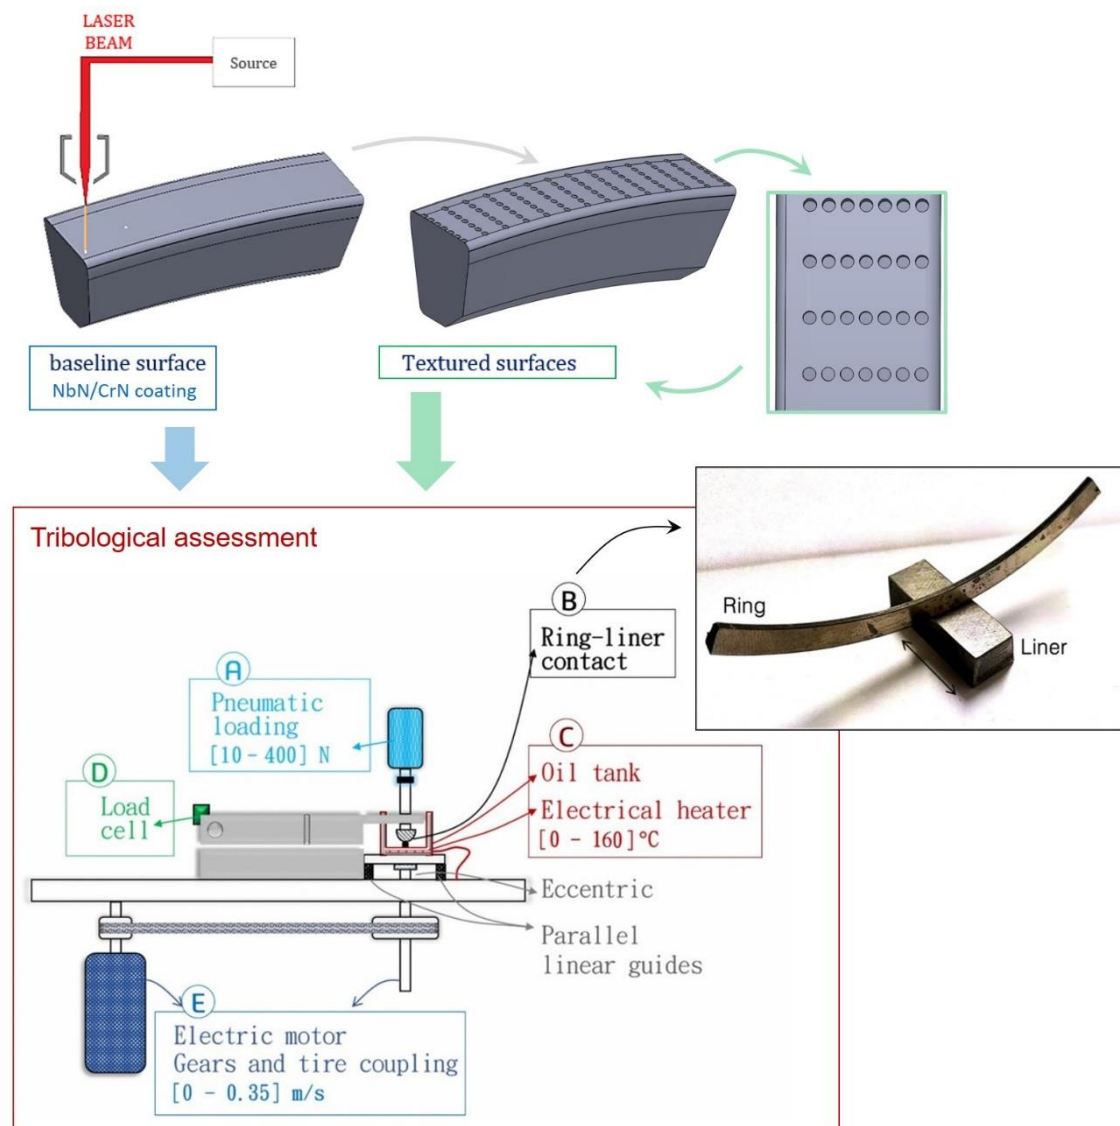 LASER
BEAM
Source
baseline surface
NbN/CrN coating
Textured surfaces
Tribological assessment
B
Ring-liner
contact
Ring
Liner
A
Pneumatic
loading
[10 - 400] N
C
Oil tank
Electrical heater
[0 - 160]°C
D
Load
cell
Eccentric
Parallel
linear guides
E
Electric motor
Gears and tire coupling
[0 - 0.35] m/s